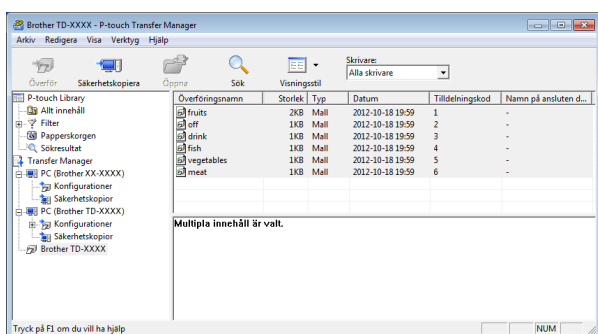 Brother TD-XXXX - P-touch Transfer Manager
Arkiv Redigera Visa Verktyg Hjälp
Överför Säkerhetskopiera Öppna Sök Visningsstil Skrivare:
Alla skrivare
P-touch Library
Allt innehåll
Filter
Papperskorgen
Sökresultat
Transfer Manager
PC (Brother XX-XXXX)
Konfigurationer
Säkerhetskopior
PC (Brother TD-XXXX)
Konfigurationer
Säkerhetskopior
Brother TD-XXXX
Överföringsnamn Storlek Typ Datum Tilldelningskod Namn på ansluten d...
fruits 2KB Mall 2012-10-18 19:59 1 -
off 1KB Mall 2012-10-18 19:59 2 -
drink 1KB Mall 2012-10-18 19:59 3 -
fish 1KB Mall 2012-10-18 19:59 4 -
vegetables 1KB Mall 2012-10-18 19:59 5 -
meat 1KB Mall 2012-10-18 19:59 6 -
Multipla innehåll är valt.
Tryck på F1 om du vill ha hjälp NUM